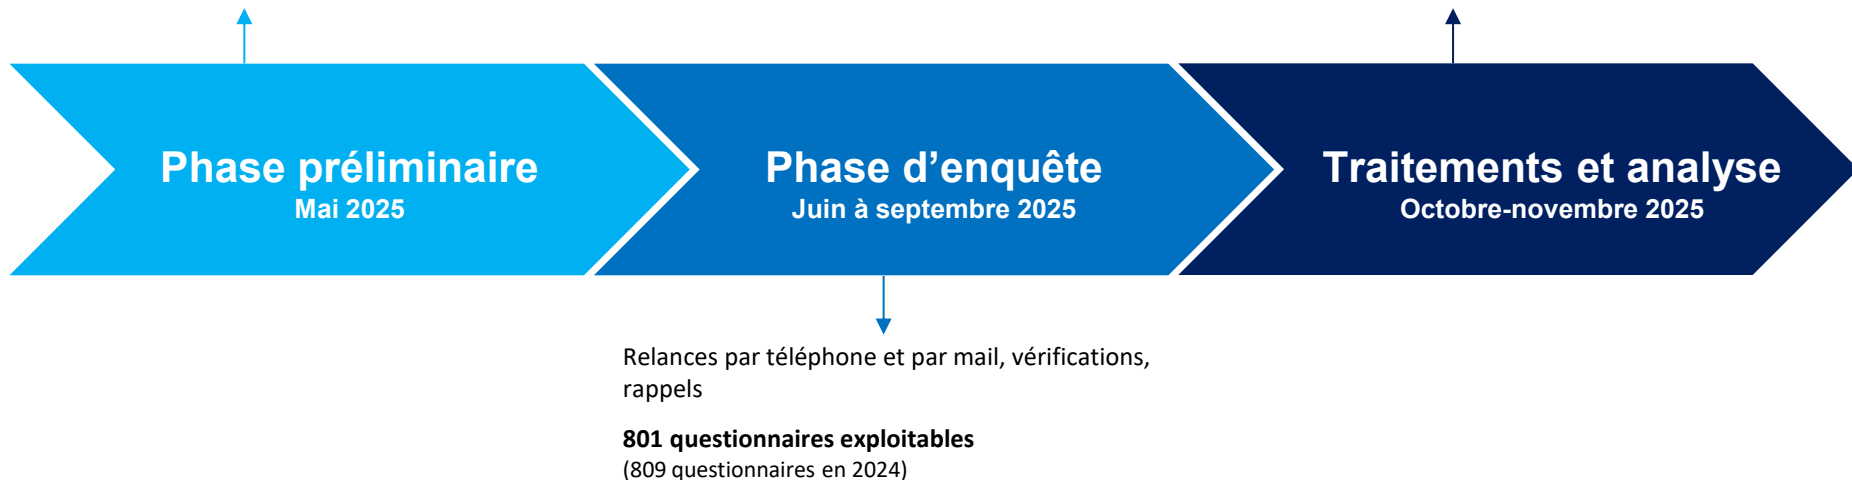 Phase préliminaire
Mai 2025
Phase d’enquête
Juin à septembre 2025
Traitements et analyse
Octobre-novembre 2025
Relances par téléphone et par mail, vérifications,
rappels
801 questionnaires exploitables
(809 questionnaires en 2024)